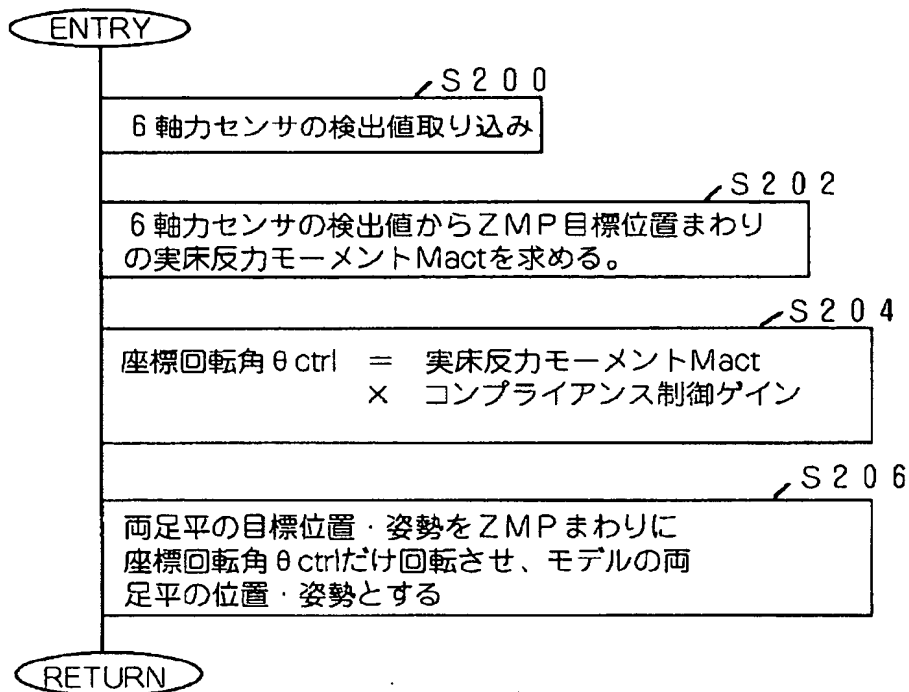 ENTRY
S200
6軸力センサの検出値取り込み
S202
6軸力センサの検出値からZMP目標位置まわり
の実床反力モーメントMactを求める。
S204
座標回転角θctrl = 実床反力モーメントMact
× コンプライアンス制御ゲイン
S206
両足平の目標位置・姿勢をZMPまわりに
座標回転角θctrlだけ回転させ、モデルの両
足平の位置・姿勢とする
RETURN